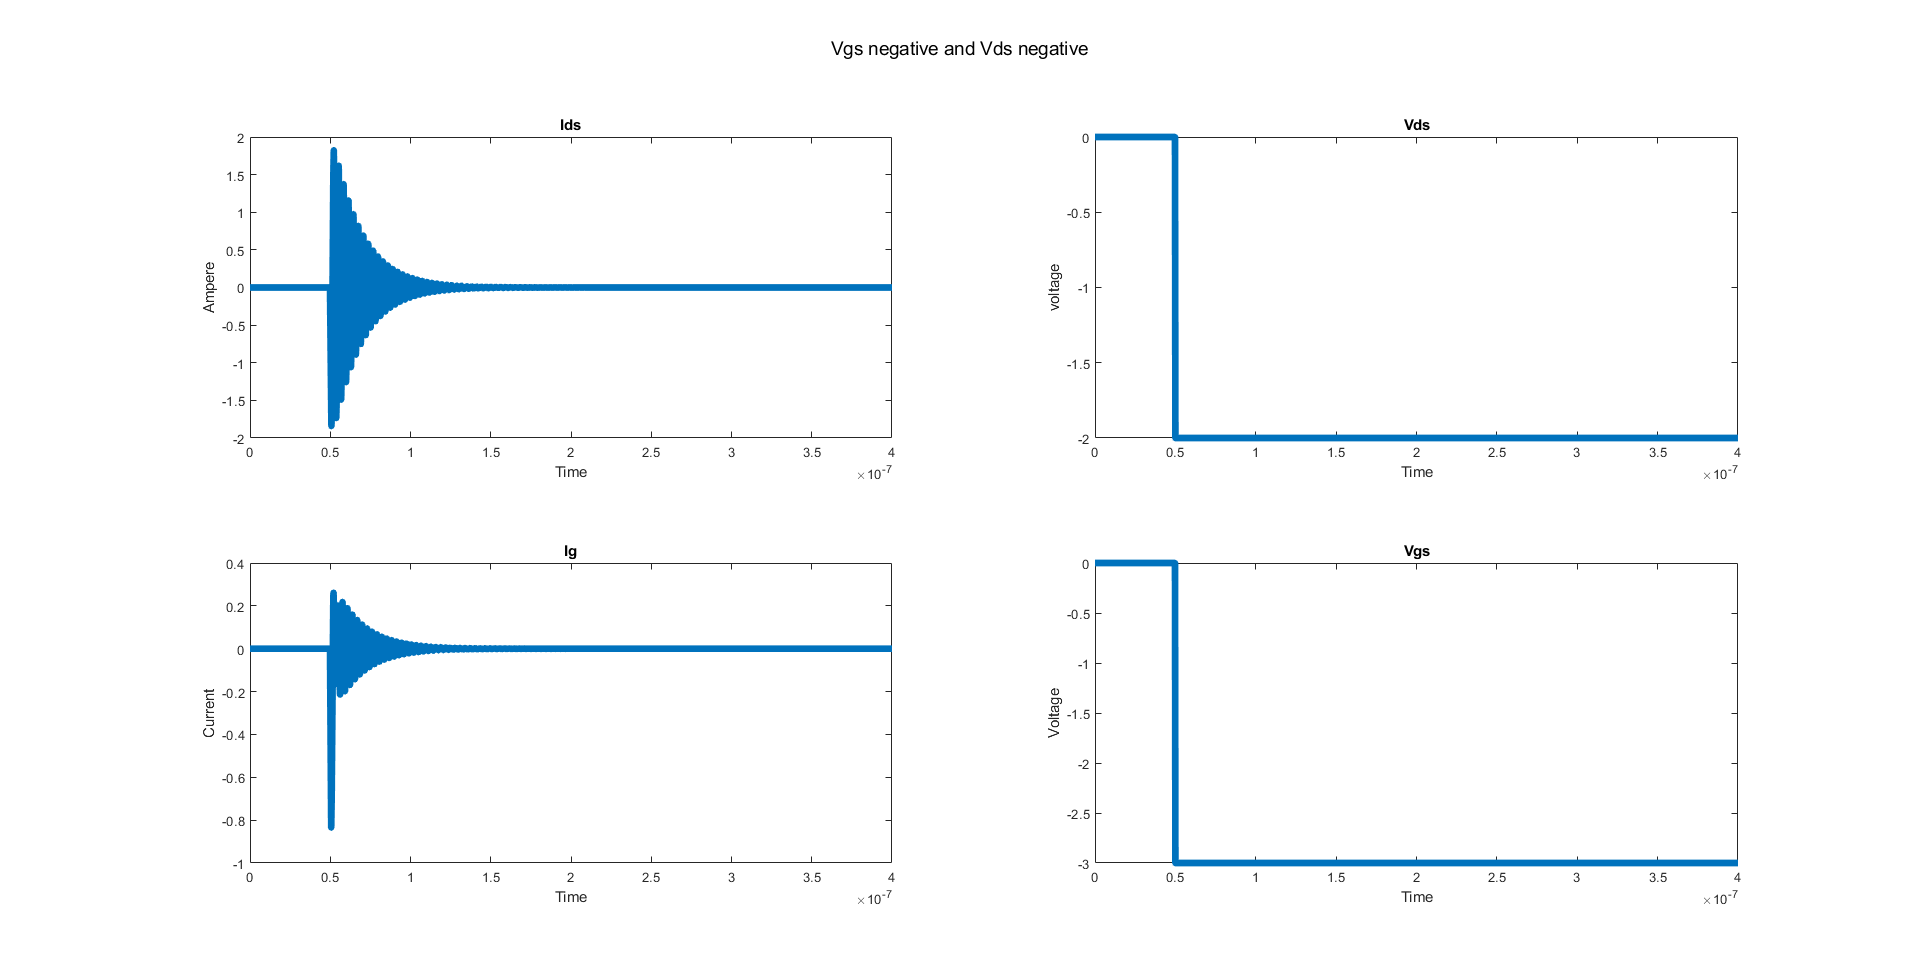 Vgs negative and Vds negative
Ids
2
1.5
1
0.5
0
-0.5
-1
-1.5
-2
Ampere
0 0.5 1 1.5 2 2.5 3 3.5 4
Time
×10-7
Vds
0
-0.5
-1
-1.5
-2
voltage
0 0.5 1 1.5 2 2.5 3 3.5 4
Time
×10-7
Ig
0.4
0.2
0
-0.2
-0.4
-0.6
-0.8
-1
Current
0 0.5 1 1.5 2 2.5 3 3.5 4
Time
×10-7
Vgs
0
-0.5
-1
-1.5
-2
-2.5
-3
Voltage
0 0.5 1 1.5 2 2.5 3 3.5 4
Time
×10-7